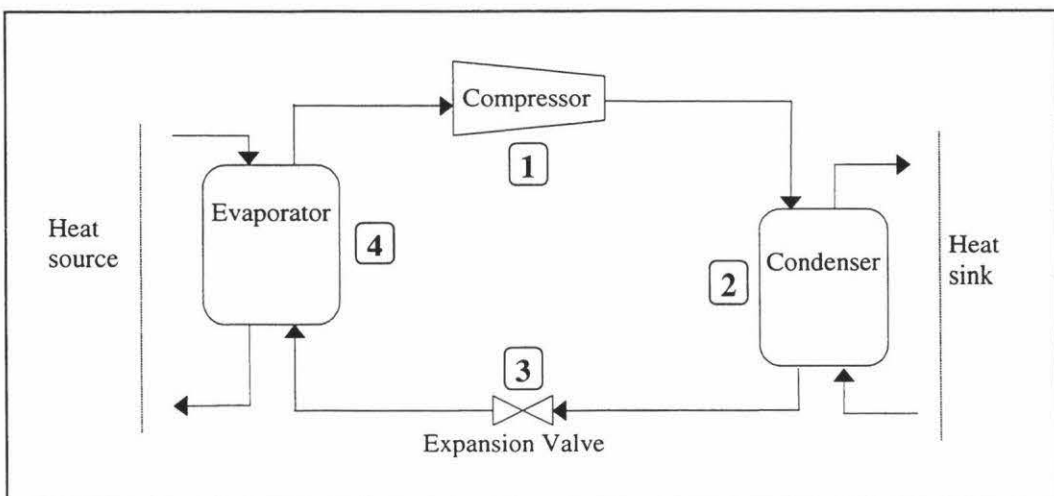 Compressor
1
Evaporator
4
Heat
source
2
Condenser
Heat
sink
3
Expansion Valve